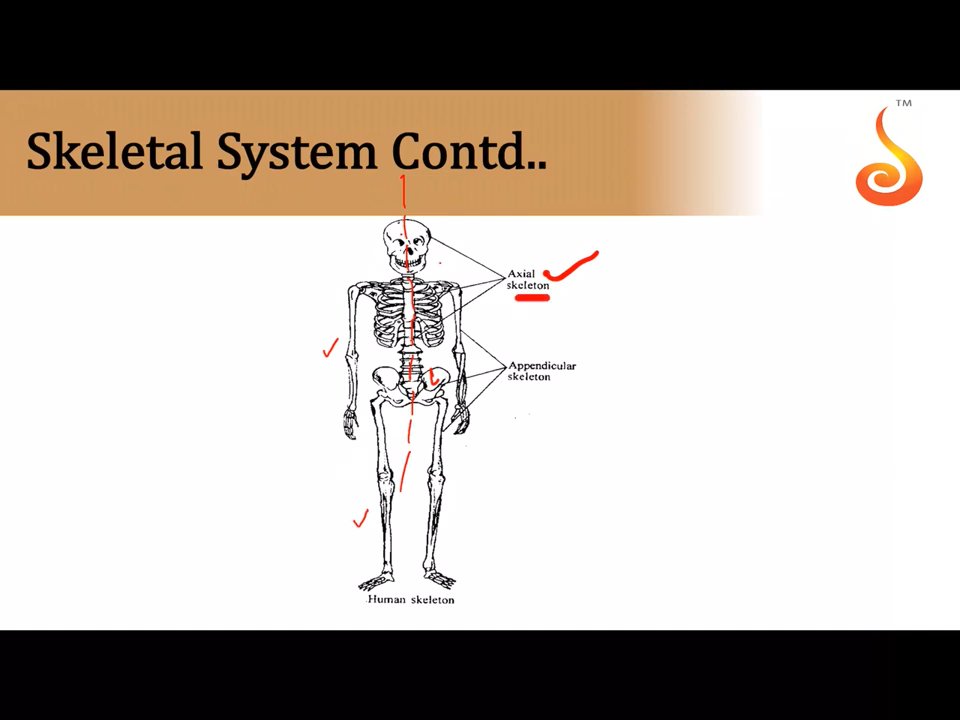 Skeletal System Contd..
TM
Axial
skeleton
Appendicular
skeleton
Human skeleton